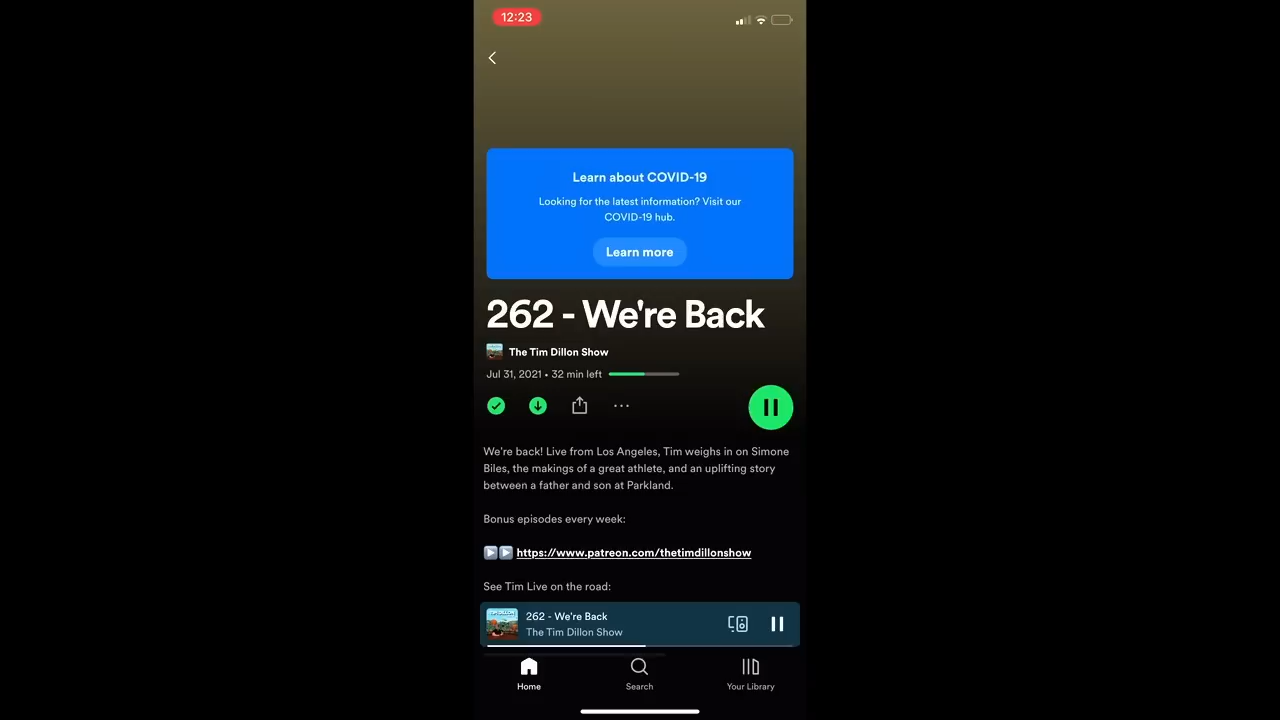 12:23
Learn about COVID-19
Looking for the latest information? Visit our
COVID-19 hub.
Learn more
262 - We're Back
The Tim Dillon Show
Jul 31, 2021 • 32 min left
We're back! Live from Los Angeles, Tim weighs in on Simone
Biles, the makings of a great athlete, and an uplifting story
between a father and son at Parkland.
Bonus episodes every week:
▶️▶️ https://www.patreon.com/thetimdillonshow
See Tim Live on the road:
262 - We're Back
The Tim Dillon Show
Home
Search
Your Library